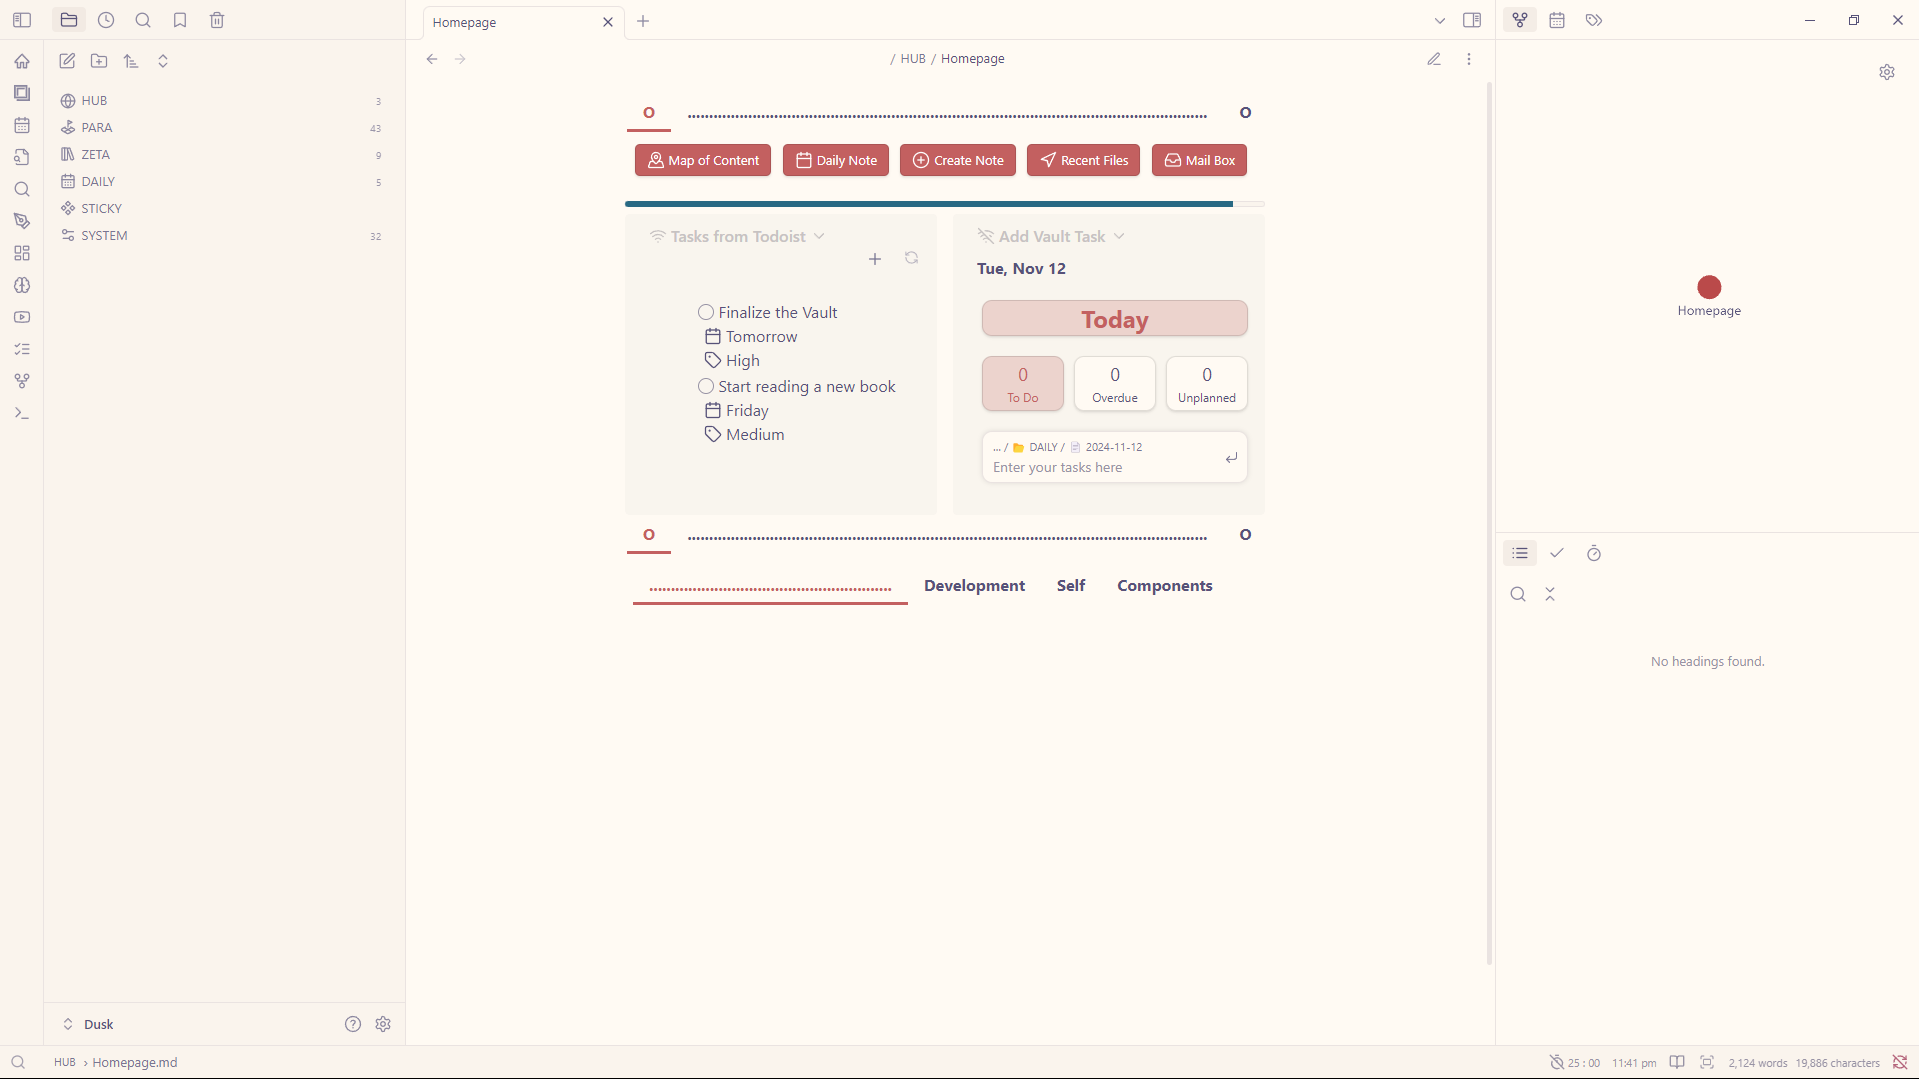 Homepage
/ HUB / Homepage
HUB 3
PARA 43
ZETA 9
DAILY 5
STICKY
SYSTEM 32
O ........................................................................................................................ O
Map of Content Daily Note Create Note Recent Files Mail Box
Tasks from Todoist
Finalize the Vault
Tomorrow
High
Start reading a new book
Friday
Medium
Add Vault Task
Tue, Nov 12
Today
0 0 0
To Do Overdue Unplanned
... / 📁 DAILY / 📄 2024-11-12
Enter your tasks here
O ........................................................................................................................ O
........................................................ Development Self Components
Homepage
No headings found.
Dusk
HUB › Homepage.md
25 : 00 11:41 pm 2,124 words 19,886 characters